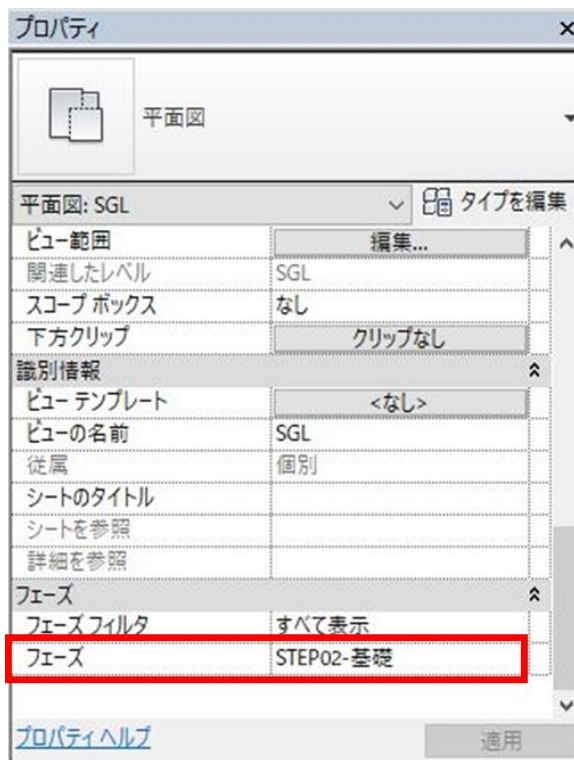 プロパティ
平面図
平面図: SGL タイプを編集
ビュー範囲 編集...
関連したレベル SGL
スコープ ボックス なし
下方クリップ クリップなし
識別情報
ビュー テンプレート <なし>
ビューの名前 SGL
従属 個別
シートのタイトル
シートを参照
詳細を参照
フェーズ
フェーズ フィルタ すべて表示
フェーズ STEP02-基礎
プロパティ ヘルプ 適用